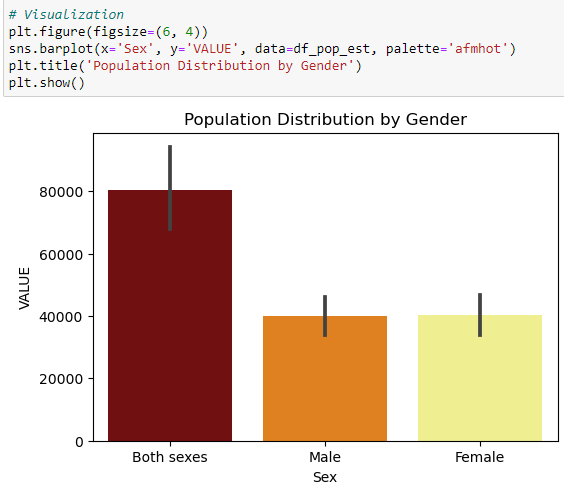 # Visualization
plt.figure(figsize=(6, 4))
sns.barplot(x='Sex', y='VALUE', data=df_pop_est, palette='afmhot')
plt.title('Population Distribution by Gender')
plt.show()
Population Distribution by Gender
80000
60000
40000
20000
0
VALUE
Both sexes Male Female
Sex